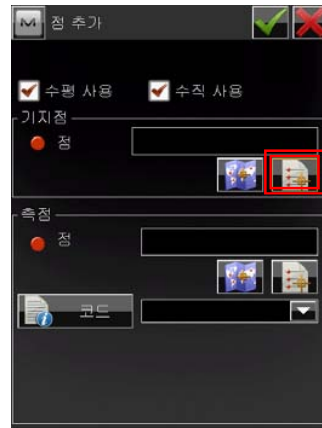 점 추가
수평 사용 수직 사용
기지점
점
측점
점
코드